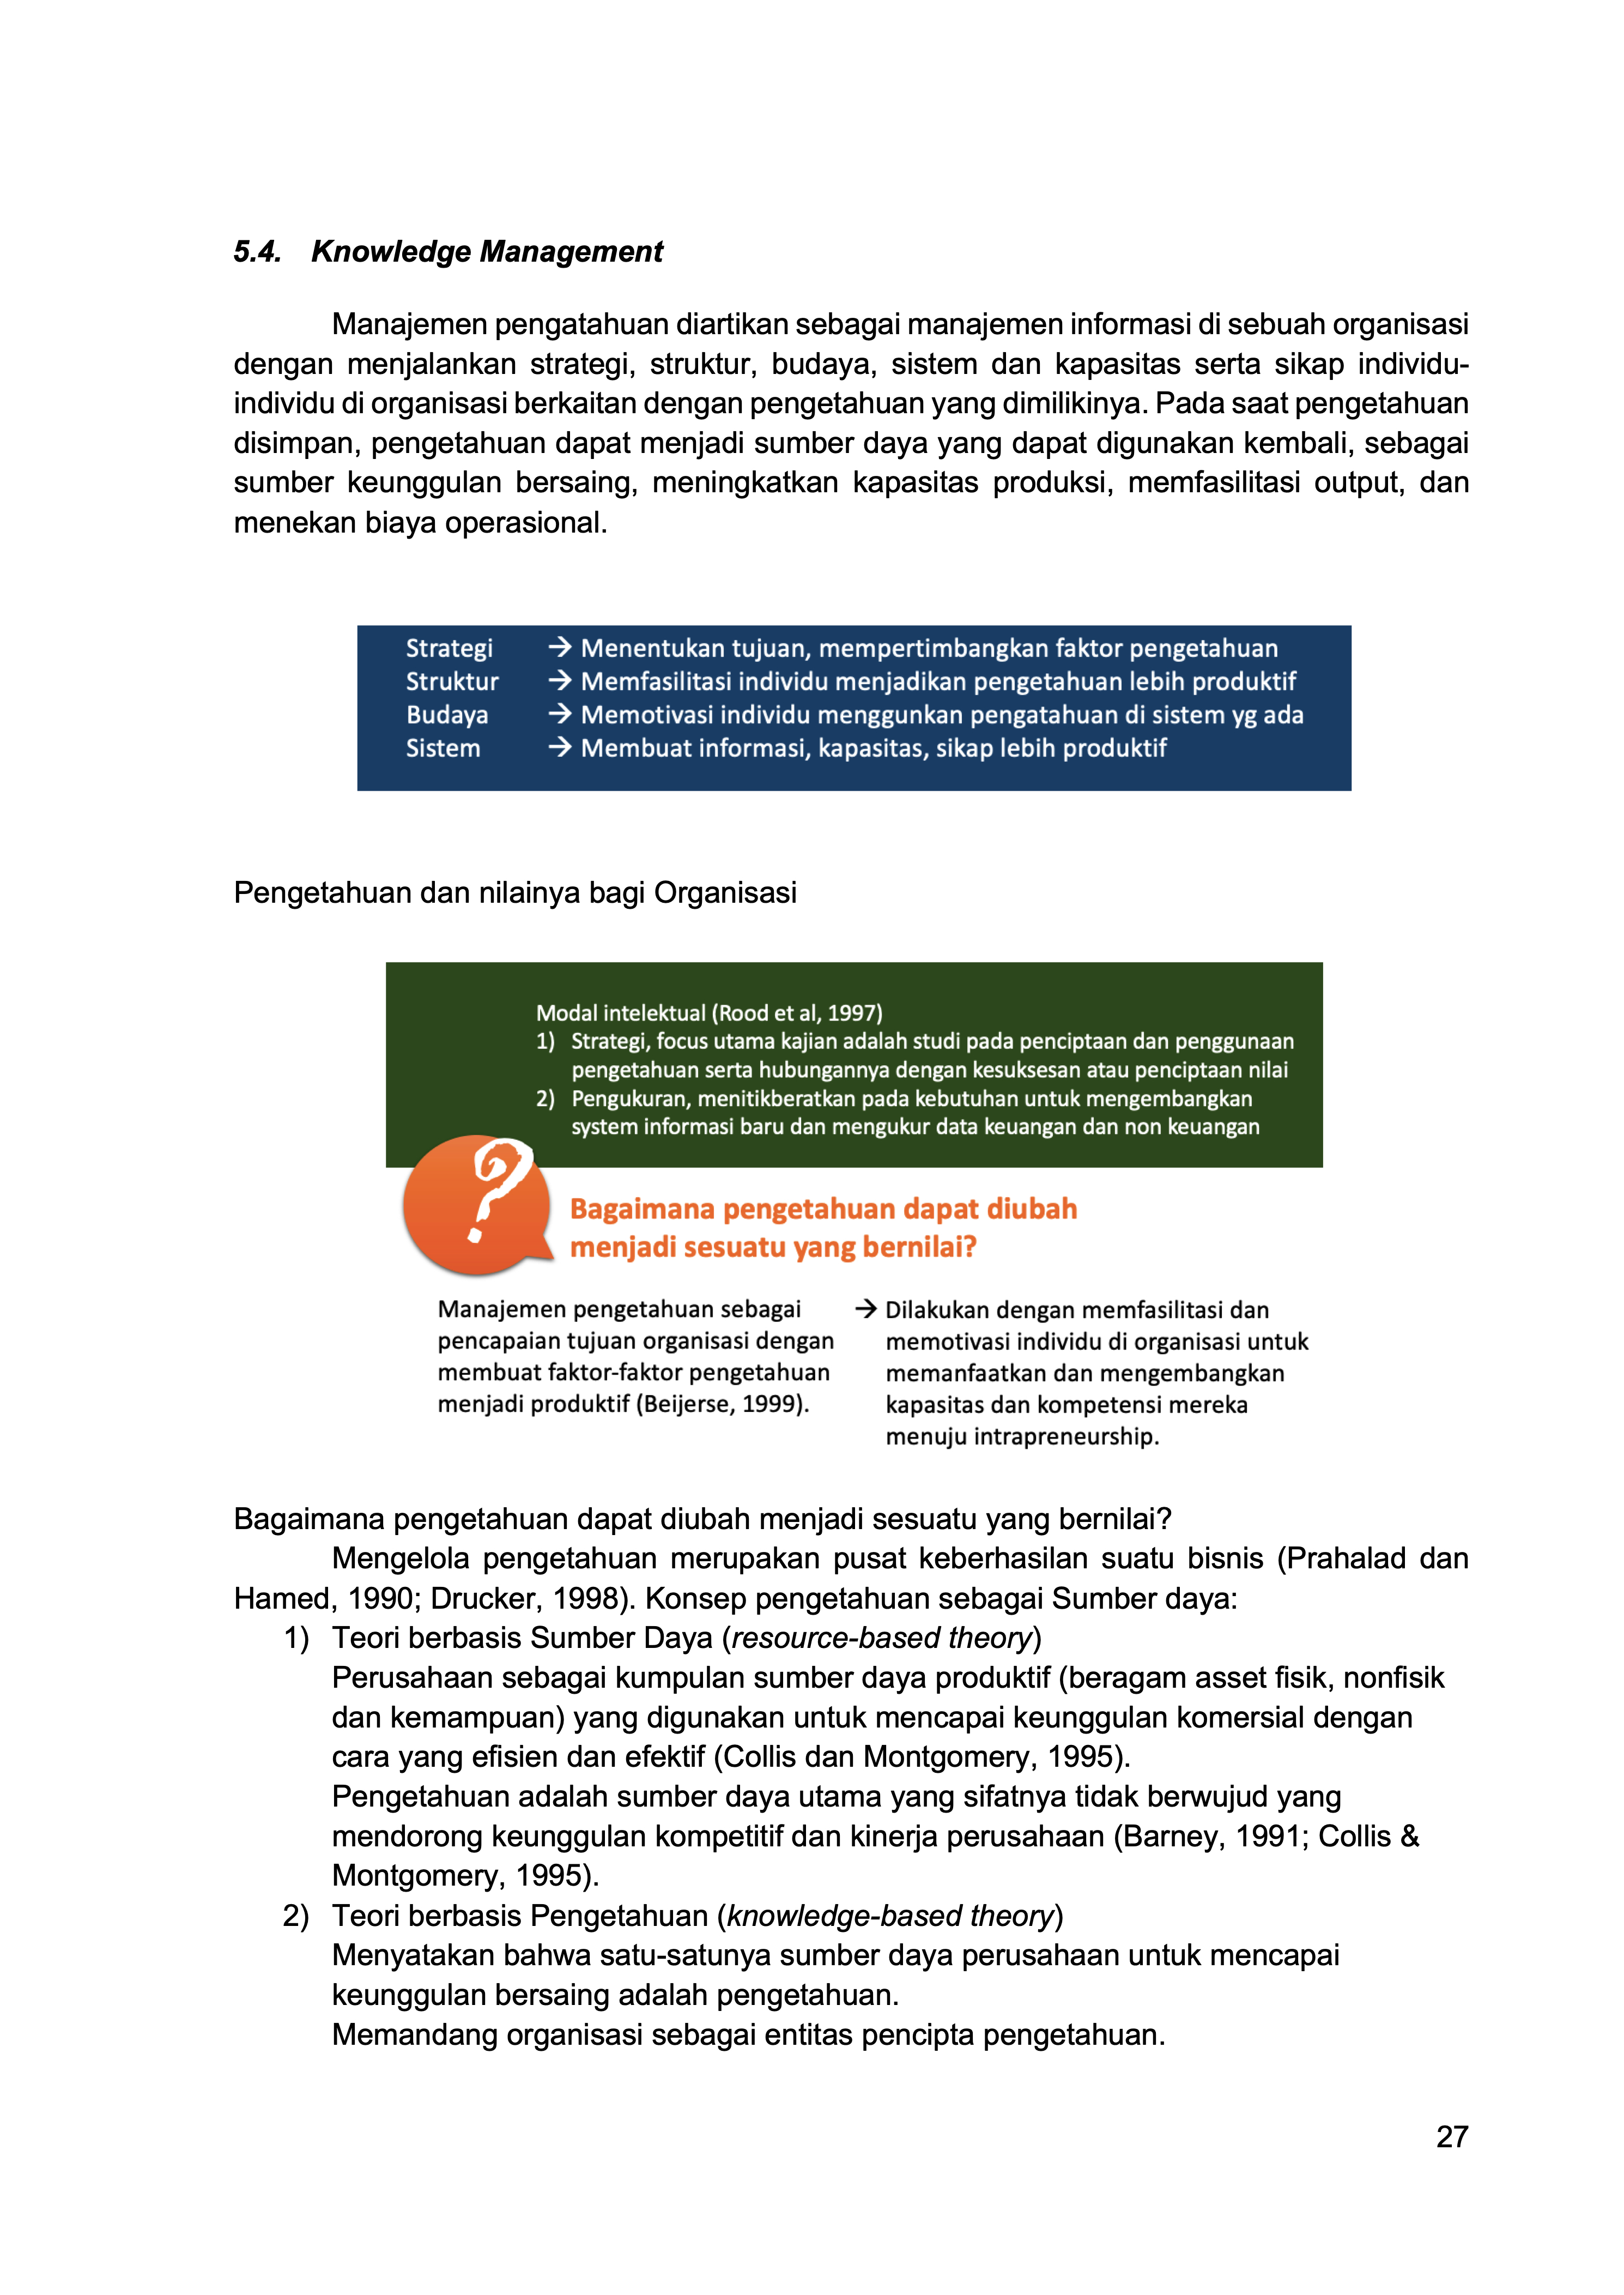 5.4. Knowledge Management
Manajemen pengatahuan diartikan sebagai manajemen informasi di sebuah organisasi
dengan menjalankan strategi, struktur, budaya, sistem dan kapasitas serta sikap individu-
individu di organisasi berkaitan dengan pengetahuan yang dimilikinya. Pada saat pengetahuan
disimpan, pengetahuan dapat menjadi sumber daya yang dapat digunakan kembali, sebagai
sumber keunggulan bersaing, meningkatkan kapasitas produksi, memfasilitasi output, dan
menekan biaya operasional.
Strategi → Menentukan tujuan, mempertimbangkan faktor pengetahuan
Struktur → Memfasilitasi individu menjadikan pengetahuan lebih produktif
Budaya → Memotivasi individu menggunkan pengatahuan di sistem yg ada
Sistem → Membuat informasi, kapasitas, sikap lebih produktif
Pengetahuan dan nilainya bagi Organisasi
Modal intelektual (Rood et al, 1997)
1) Strategi, focus utama kajian adalah studi pada penciptaan dan penggunaan
pengetahuan serta hubungannya dengan kesuksesan atau penciptaan nilai
2) Pengukuran, menitikberatkan pada kebutuhan untuk mengembangkan
system informasi baru dan mengukur data keuangan dan non keuangan
?
Bagaimana pengetahuan dapat diubah
menjadi sesuatu yang bernilai?
Manajemen pengetahuan sebagai
pencapaian tujuan organisasi dengan
membuat faktor-faktor pengetahuan
menjadi produktif (Beijerse, 1999).
→ Dilakukan dengan memfasilitasi dan
memotivasi individu di organisasi untuk
memanfaatkan dan mengembangkan
kapasitas dan kompetensi mereka
menuju intrapreneurship.
Bagaimana pengetahuan dapat diubah menjadi sesuatu yang bernilai?
Mengelola pengetahuan merupakan pusat keberhasilan suatu bisnis (Prahalad dan
Hamed, 1990; Drucker, 1998). Konsep pengetahuan sebagai Sumber daya:
1) Teori berbasis Sumber Daya (resource-based theory)
Perusahaan sebagai kumpulan sumber daya produktif (beragam asset fisik, nonfisik
dan kemampuan) yang digunakan untuk mencapai keunggulan komersial dengan
cara yang efisien dan efektif (Collis dan Montgomery, 1995).
Pengetahuan adalah sumber daya utama yang sifatnya tidak berwujud yang
mendorong keunggulan kompetitif dan kinerja perusahaan (Barney, 1991; Collis &
Montgomery, 1995).
2) Teori berbasis Pengetahuan (knowledge-based theory)
Menyatakan bahwa satu-satunya sumber daya perusahaan untuk mencapai
keunggulan bersaing adalah pengetahuan.
Memandang organisasi sebagai entitas pencipta pengetahuan.
27